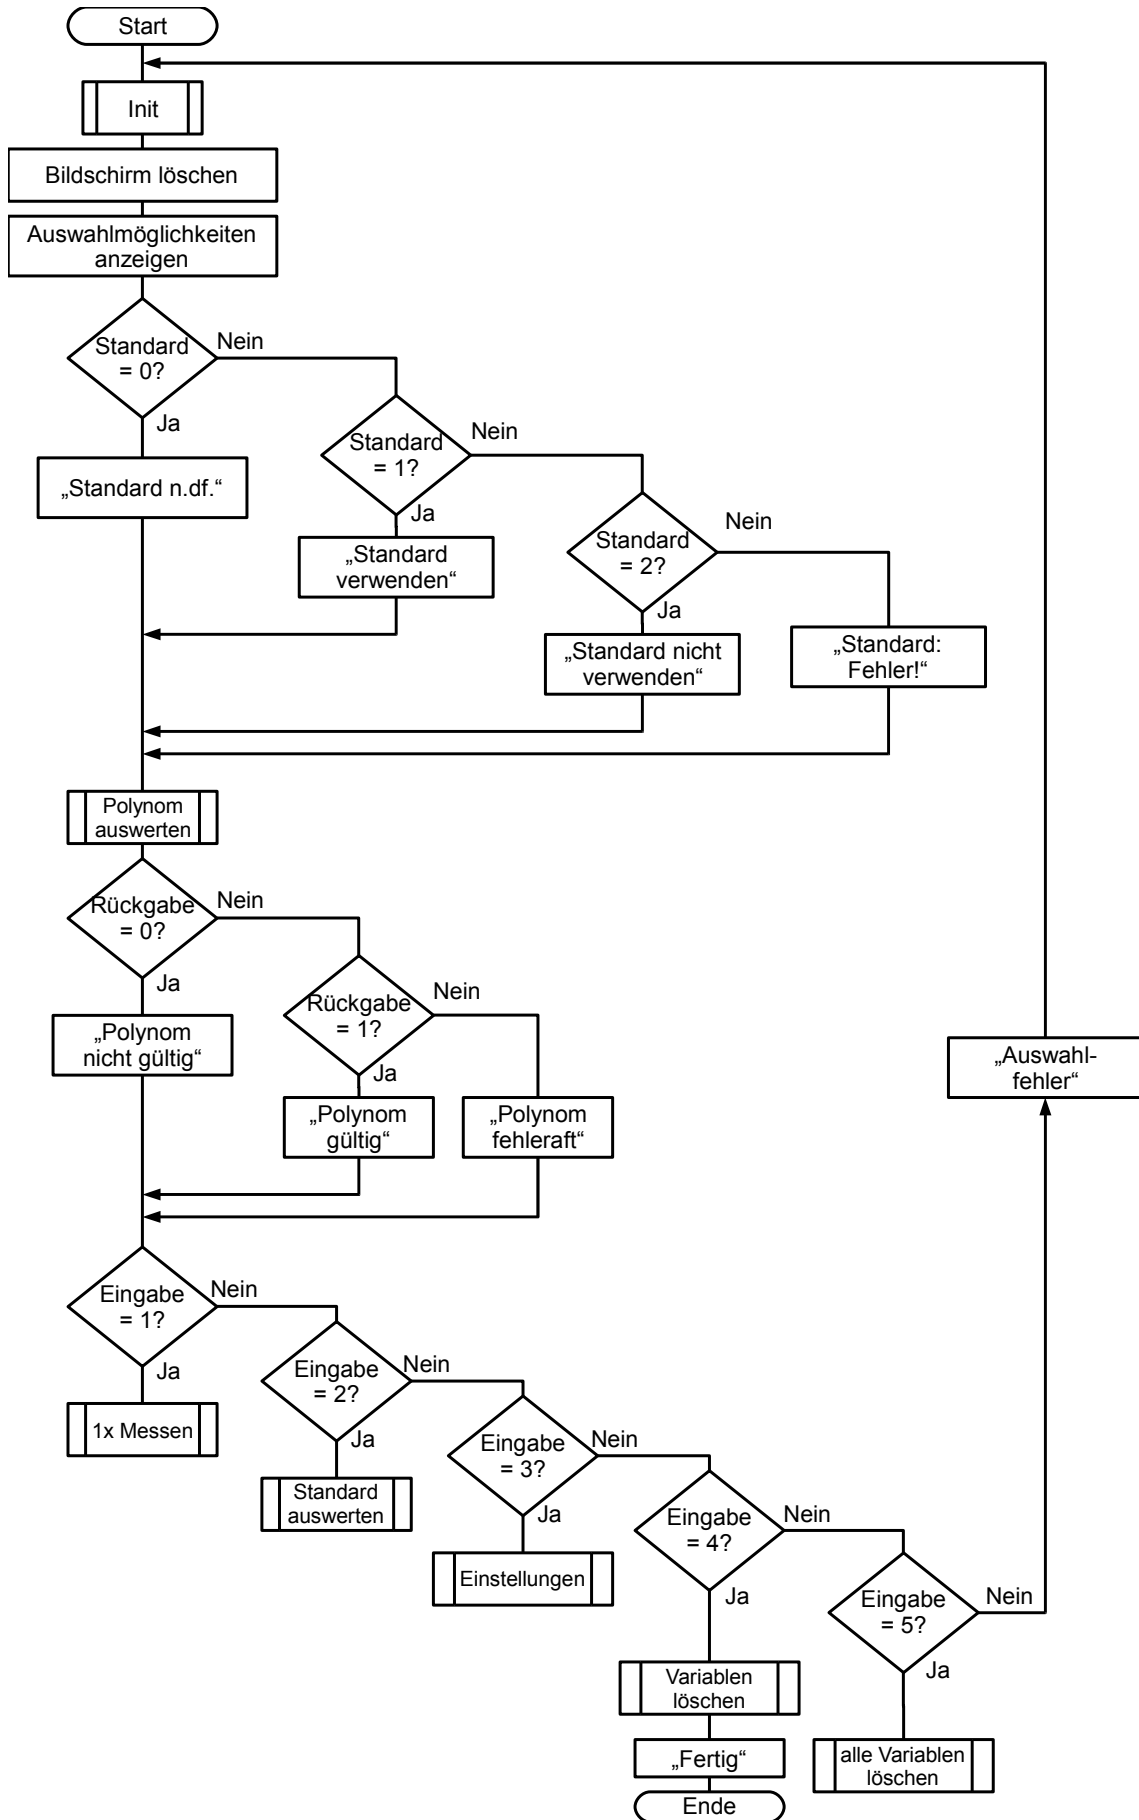 Start
Init
Bildschirm löschen
Auswahlmöglichkeiten
anzeigen
Standard
= 0?
Nein
Ja
„Standard n.df.“
Standard
= 1?
Nein
Ja
„Standard
verwenden“
Standard
= 2?
Nein
Ja
„Standard nicht
verwenden“
„Standard:
Fehler!“
Polynom
auswerten
Rückgabe
= 0?
Nein
Ja
„Polynom
nicht gültig“
Rückgabe
= 1?
Nein
Ja
„Polynom
gültig“
„Polynom
fehleraft“
„Auswahl-
fehler“
Eingabe
= 1?
Nein
Ja
1x Messen
Eingabe
= 2?
Nein
Ja
Standard
auswerten
Eingabe
= 3?
Nein
Ja
Einstellungen
Eingabe
= 4?
Nein
Ja
Variablen
löschen
„Fertig“
Ende
Eingabe
= 5?
Nein
Ja
alle Variablen
löschen